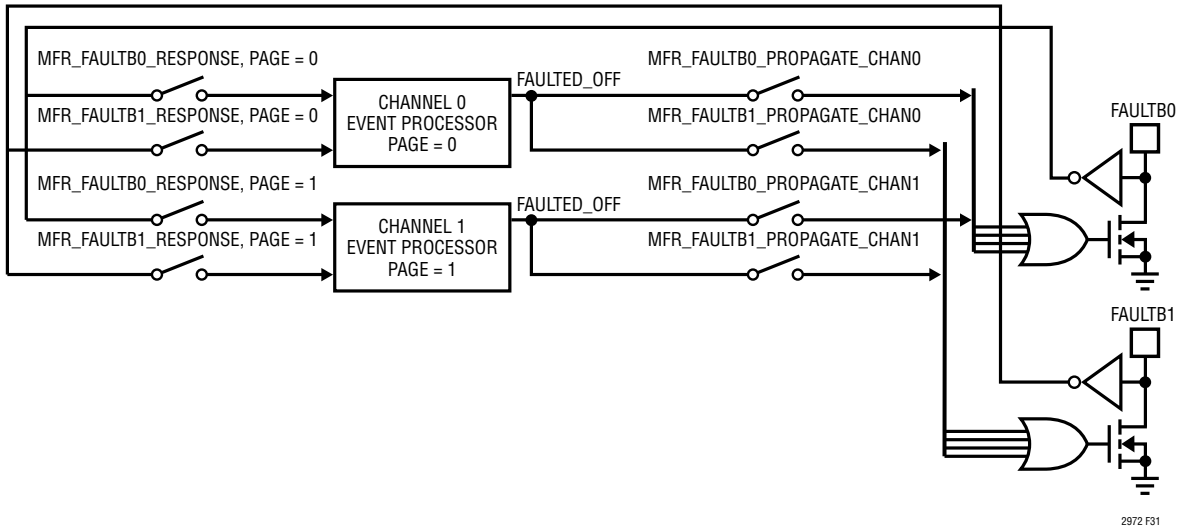 MFR_FAULTB0_RESPONSE, PAGE = 0
MFR_FAULTB0_PROPAGATE_CHAN0
FAULTED_OFF
CHANNEL 0
EVENT PROCESSOR
PAGE = 0
MFR_FAULTB1_RESPONSE, PAGE = 0
MFR_FAULTB1_PROPAGATE_CHAN0
FAULTB0
MFR_FAULTB0_RESPONSE, PAGE = 1
MFR_FAULTB0_PROPAGATE_CHAN1
FAULTED_OFF
CHANNEL 1
EVENT PROCESSOR
PAGE = 1
MFR_FAULTB1_RESPONSE, PAGE = 1
MFR_FAULTB1_PROPAGATE_CHAN1
FAULTB1
2972 F31